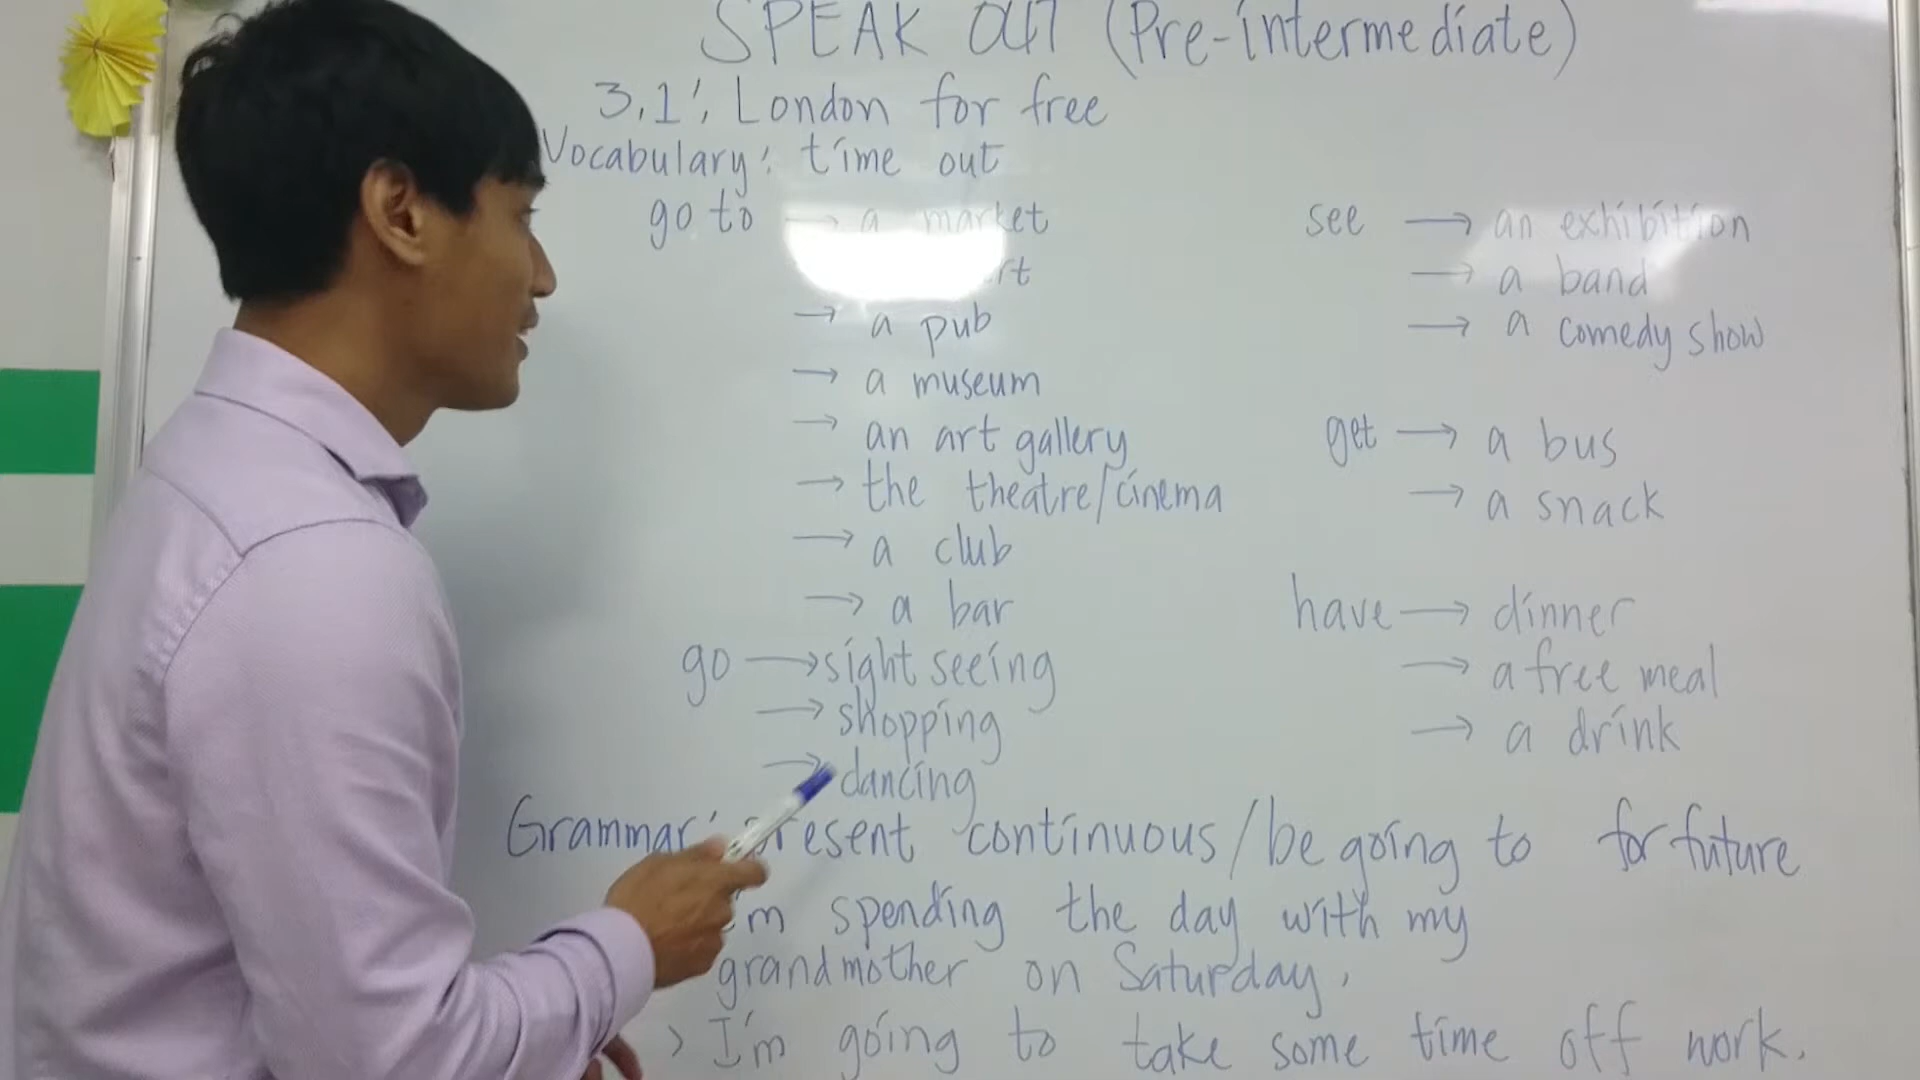 SPEAK OUT (Pre-intermediate)
3.1: London for free
Vocabulary: time out
go to → a market
→ a pub
→ a museum
→ an art gallery
→ the theatre/cinema
→ a club
→ a bar
go → sight seeing
→ shopping
→ dancing
see → an exhibition
→ a band
→ a comedy show
get → a bus
→ a snack
have → dinner
→ a free meal
→ a drink
Grammar: present continuous/be going to for future
I'm spending the day with my
grandmother on Saturday.
> I'm going to take some time off work.